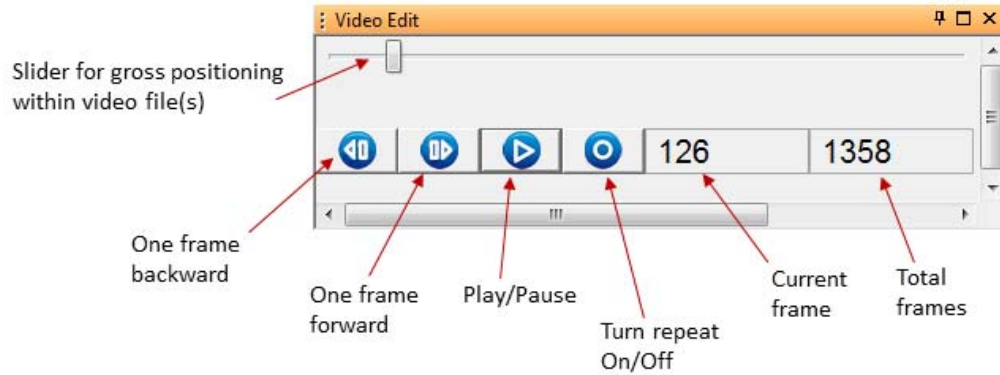 Video Edit
Slider for gross positioning
within video file(s)
126
1358
One frame
backward
One frame
forward
Play/Pause
Turn repeat
On/Off
Current
frame
Total
frames